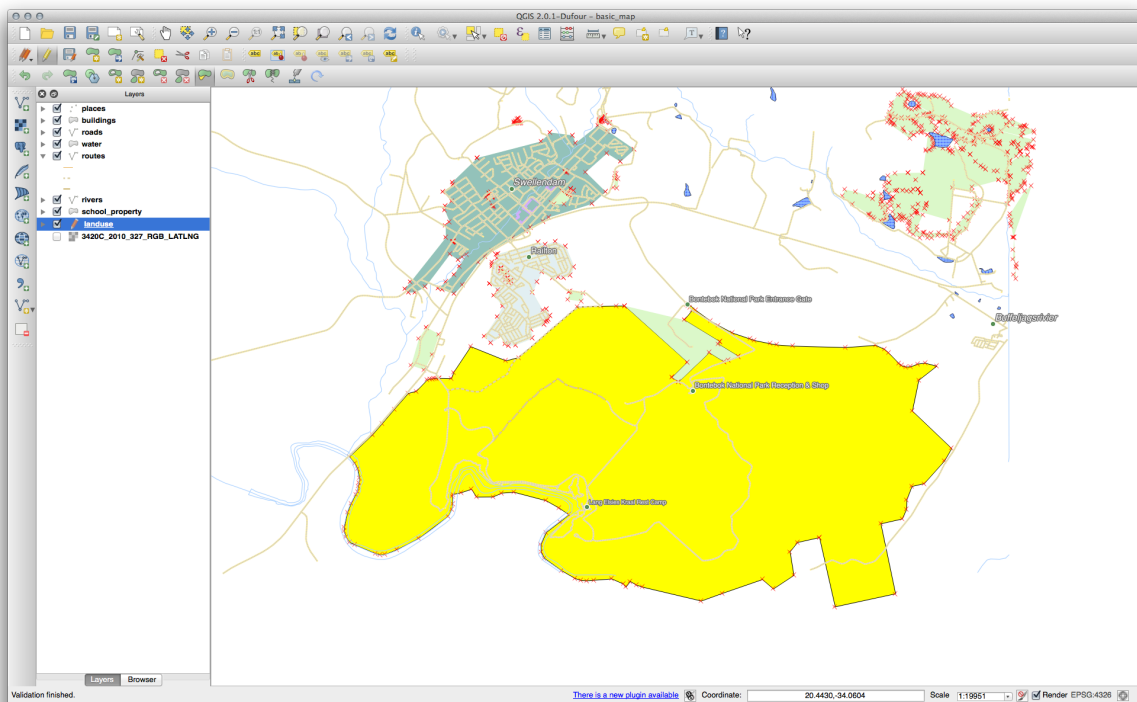 QGIS 2.0.1-Dufour - basic_map
Layers
places
buildings
roads
water
routes
rivers
school_property
landuse
3420C_2010_327_RGB_LATLNG
Swellendam
Railton
Bontebok National Park Entrance Gate
Buffeljagsrivier
Bontebok National Park Reception & Shop
Lang Elsies Kraal Rest Camp
Layers
Browser
Validation finished.
There is a new plugin available
Coordinate:
20.4430,-34.0604
Scale
1:19951
Render
EPSG:4326